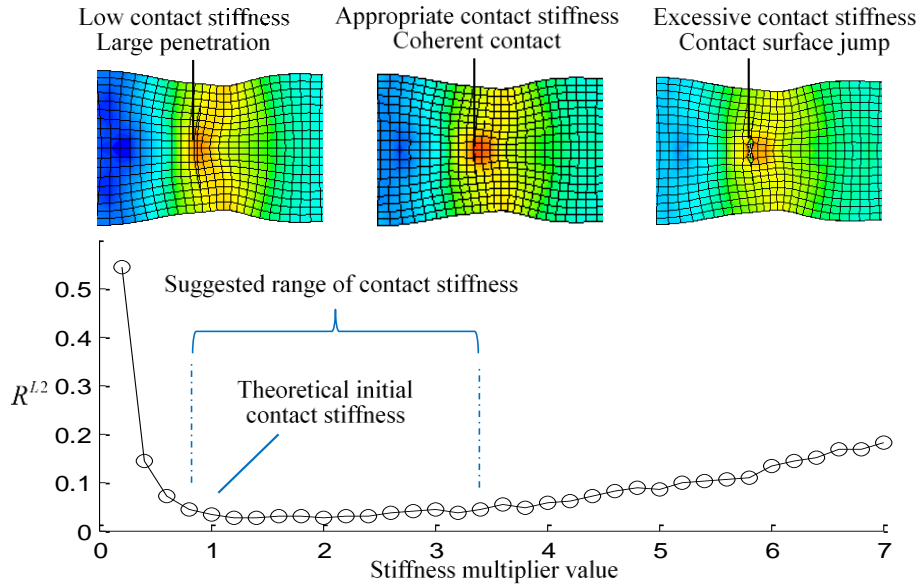 Low contact stiffness
Large penetration
Appropriate contact stiffness
Coherent contact
Excessive contact stiffness
Contact surface jump
Suggested range of contact stiffness
Theoretical initial
contact stiffness
R^{L2}
0.5
0.4
0.3
0.2
0.1
0
0 1 2 3 4 5 6 7
Stiffness multiplier value